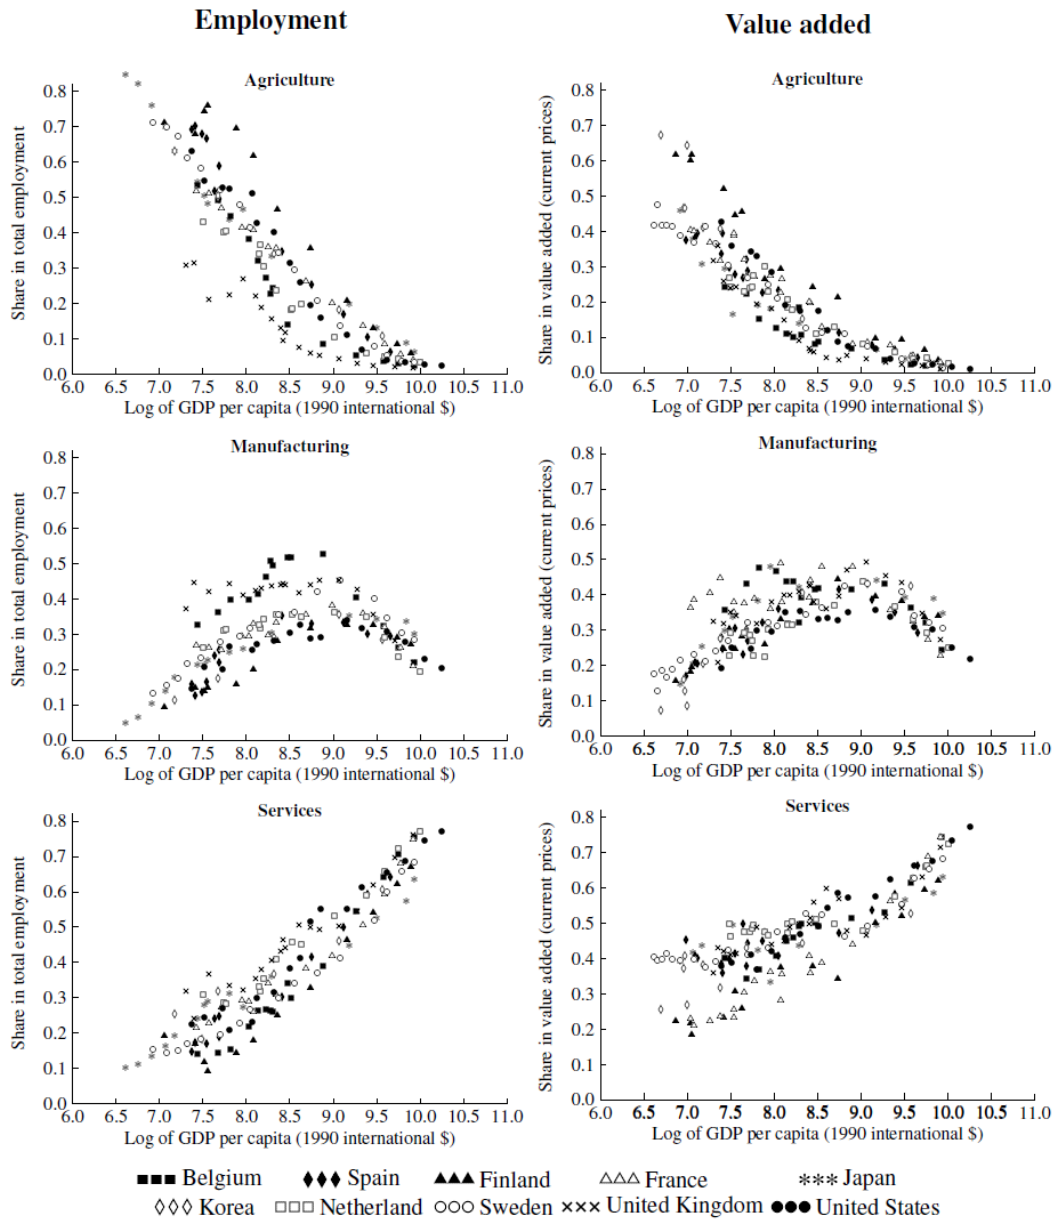 Employment
Value added
Agriculture
Share in total employment
0.8
0.7
0.6
0.5
0.4
0.3
0.2
0.1
0.0
6.0 6.5 7.0 7.5 8.0 8.5 9.0 9.5 10.0 10.5 11.0
Log of GDP per capita (1990 international $)
Agriculture
Share in value added (current prices)
0.8
0.7
0.6
0.5
0.4
0.3
0.2
0.1
0.0
6.0 6.5 7.0 7.5 8.0 8.5 9.0 9.5 10.0 10.5 11.0
Log of GDP per capita (1990 international $)
Manufacturing
Share in total employment
0.8
0.7
0.6
0.5
0.4
0.3
0.2
0.1
0.0
6.0 6.5 7.0 7.5 8.0 8.5 9.0 9.5 10.0 10.5 11.0
Log of GDP per capita (1990 international $)
Manufacturing
Share in value added (current prices)
0.8
0.7
0.6
0.5
0.4
0.3
0.2
0.1
0.0
6.0 6.5 7.0 7.5 8.0 8.5 9.0 9.5 10.0 10.5 11.0
Log of GDP per capita (1990 international $)
Services
Share in total employment
0.8
0.7
0.6
0.5
0.4
0.3
0.2
0.1
0.0
6.0 6.5 7.0 7.5 8.0 8.5 9.0 9.5 10.0 10.5 11.0
Log of GDP per capita (1990 international $)
Services
Share in value added (current prices)
0.8
0.7
0.6
0.5
0.4
0.3
0.2
0.1
0.0
6.0 6.5 7.0 7.5 8.0 8.5 9.0 9.5 10.0 10.5 11.0
Log of GDP per capita (1990 international $)
Belgium Spain Finland France Japan
Korea Netherland Sweden United Kingdom United States